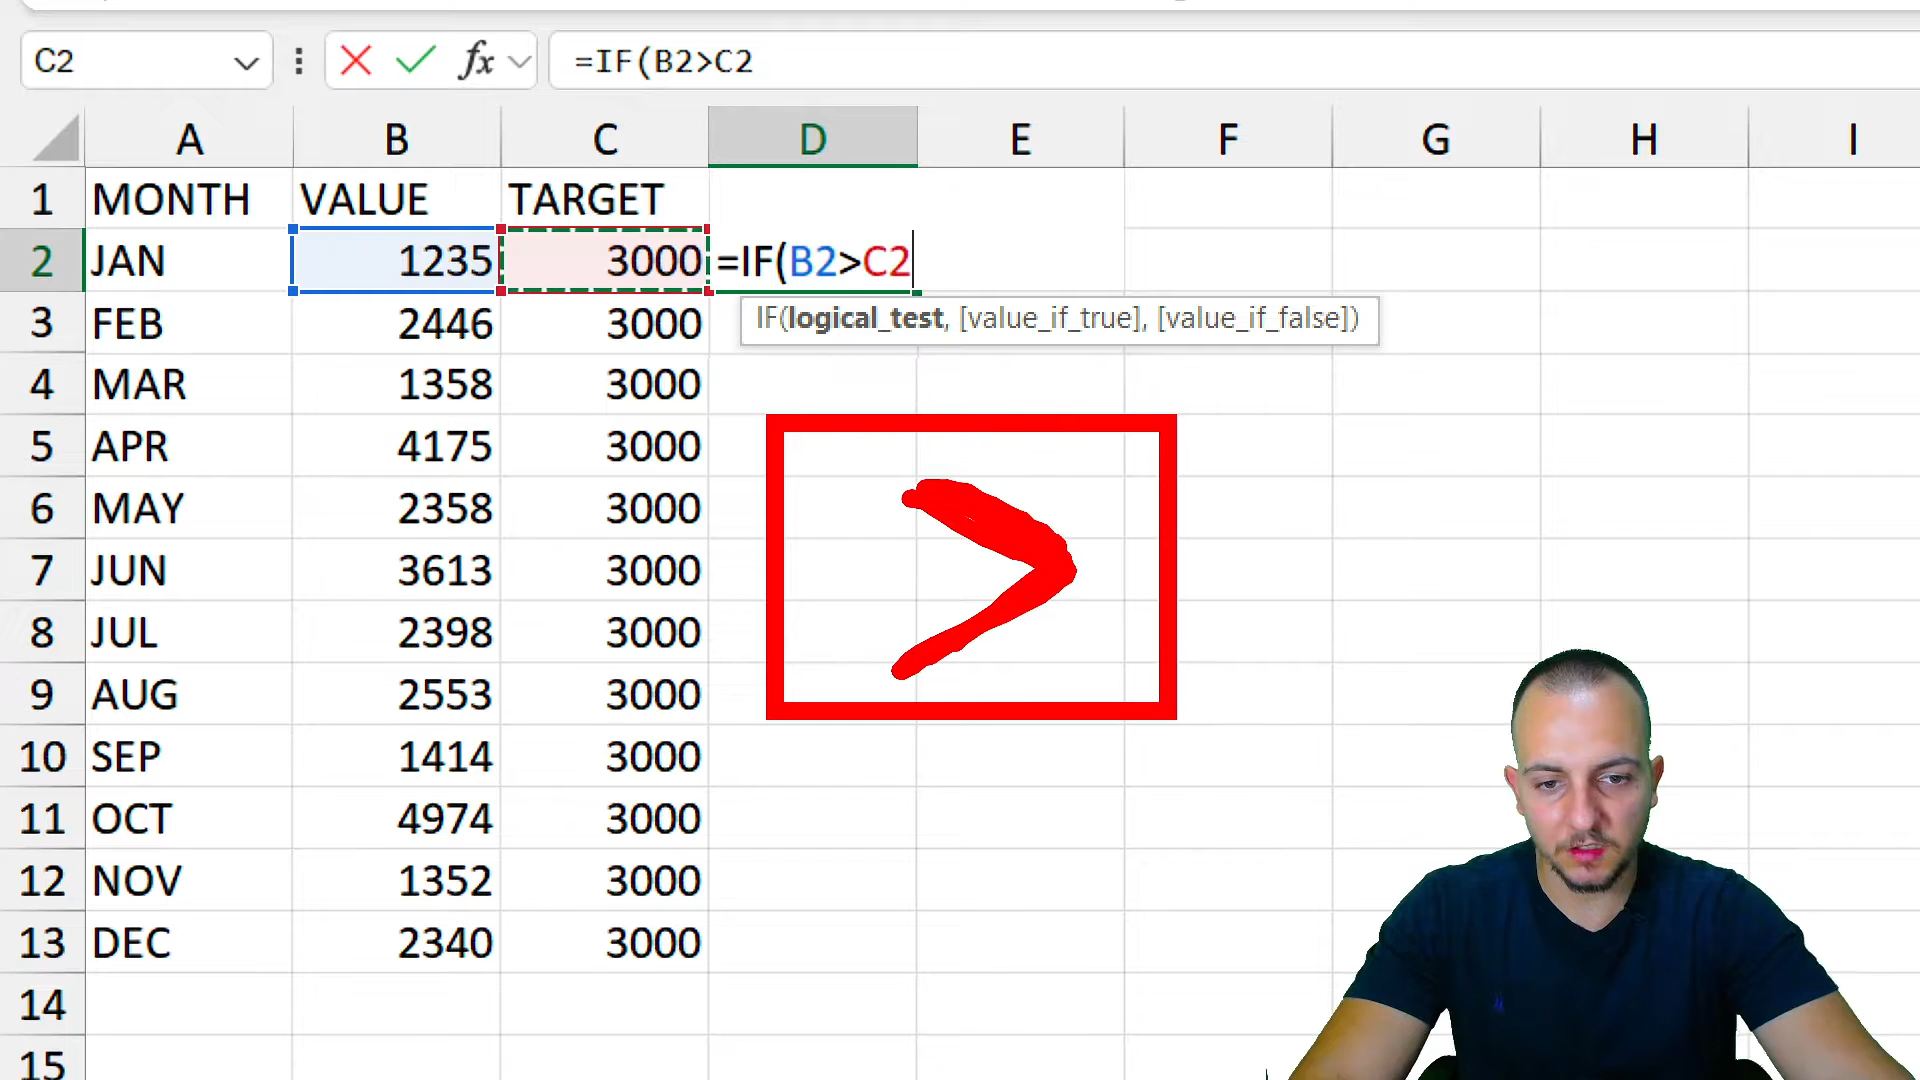 C2 fx =IF(B2>C2
A B C D E F G H I
1 MONTH VALUE TARGET
2 JAN 1235 3000 =IF(B2>C2
IF(logical_test, [value_if_true], [value_if_false])
3 FEB 2446 3000
4 MAR 1358 3000
5 APR 4175 3000
6 MAY 2358 3000
>
7 JUN 3613 3000
8 JUL 2398 3000
9 AUG 2553 3000
10 SEP 1414 3000
11 OCT 4974 3000
12 NOV 1352 3000
13 DEC 2340 3000
14
15